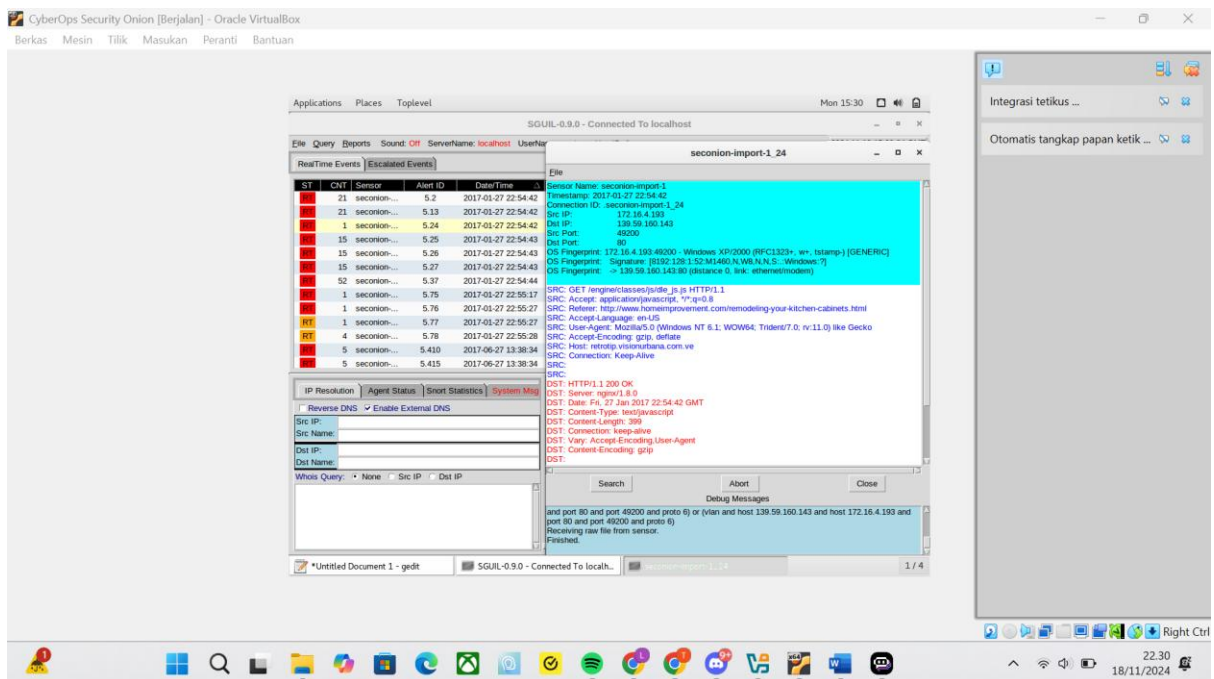 CyberOps Security Onion [Berjalan] - Oracle VirtualBox
Berkas Mesin Tilik Masukan Peranti Bantuan
Applications Places Toplevel Mon 15:30
SGUIL-0.9.0 - Connected To localhost
File Query Reports Sound: Off ServerName: localhost
RealTime Events Escalated Events
ST CNT Sensor Alert ID Date/Time
RT 21 seconion-... 5.2 2017-01-27 22:54:42
RT 21 seconion-... 5.13 2017-01-27 22:54:42
RT 1 seconion-... 5.24 2017-01-27 22:54:42
RT 15 seconion-... 5.25 2017-01-27 22:54:43
RT 15 seconion-... 5.26 2017-01-27 22:54:43
RT 15 seconion-... 5.27 2017-01-27 22:54:43
RT 52 seconion-... 5.37 2017-01-27 22:54:44
RT 1 seconion-... 5.75 2017-01-27 22:55:17
RT 1 seconion-... 5.76 2017-01-27 22:55:27
RT 1 seconion-... 5.77 2017-01-27 22:55:27
RT 4 seconion-... 5.78 2017-01-27 22:55:28
RT 5 seconion-... 5.410 2017-06-27 13:38:34
RT 5 seconion-... 5.415 2017-06-27 13:38:34
IP Resolution Agent Status Snort Statistics System Msg
Reverse DNS Enable External DNS
Src IP:
Src Name:
Dst IP:
Dst Name:
Whois Query: None Src IP Dst IP
seconion-import-1_24
File
Sensor Name: seconion-import-1
Timestamp: 2017-01-27 22:54:42
Connection ID: .seconion-import-1_24
Src IP: 172.16.4.193
Dst IP: 139.59.160.143
Src Port: 49200
Dst Port: 80
OS Fingerprint: 172.16.4.193:49200 - Windows XP/2000 (RFC1323+, w+, tstamp-) [GENERIC]
OS Fingerprint: Signature: [8192:128:1:52:M1460,N,W8,N,N,S:.:Windows:?]
OS Fingerprint: -> 139.59.160.143:80 (distance 0, link: ethernet/modem)
SRC: GET /engine/classes/js/dle_js.js HTTP/1.1
SRC: Accept: application/javascript, */*;q=0.8
SRC: Referer: http://www.homeimprovement.com/remodeling-your-kitchen-cabinets.html
SRC: Accept-Language: en-US
SRC: User-Agent: Mozilla/5.0 (Windows NT 6.1; WOW64; Trident/7.0; rv:11.0) like Gecko
SRC: Accept-Encoding: gzip, deflate
SRC: Host: retrotip.visionurbana.com.ve
SRC: Connection: Keep-Alive
SRC:
SRC:
DST: HTTP/1.1 200 OK
DST: Server: nginx/1.8.0
DST: Date: Fri, 27 Jan 2017 22:54:42 GMT
DST: Content-Type: text/javascript
DST: Content-Length: 399
DST: Connection: keep-alive
DST: Vary: Accept-Encoding,User-Agent
DST: Content-Encoding: gzip
DST:
Search Abort Close
Debug Messages
and port 80 and port 49200 and proto 6) or (vlan and host 139.59.160.143 and host 172.16.4.193 and
port 80 and port 49200 and proto 6)
Receiving raw file from sensor.
Finished.
*Untitled Document 1 - gedit SGUIL-0.9.0 - Connected To localh... seconion-import-1_24 1 / 4
Integrasi tetikus ...
Otomatis tangkap papan ketik ...
Right Ctrl
22.30
18/11/2024